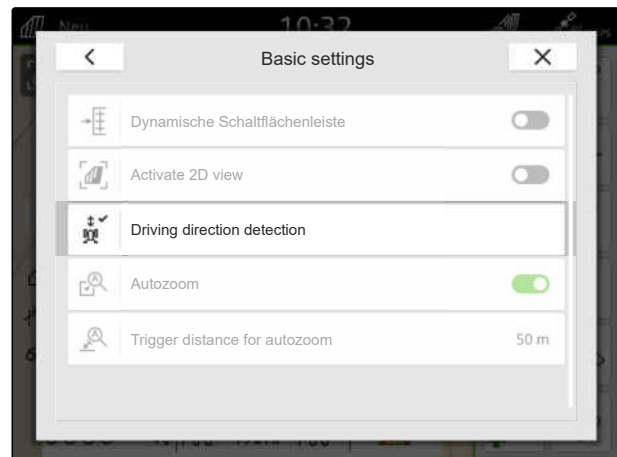 Neu
10:32
Basic settings
Dynamische Schaltflächenleiste
Activate 2D view
Driving direction detection
Autozoom
Trigger distance for autozoom
50 m